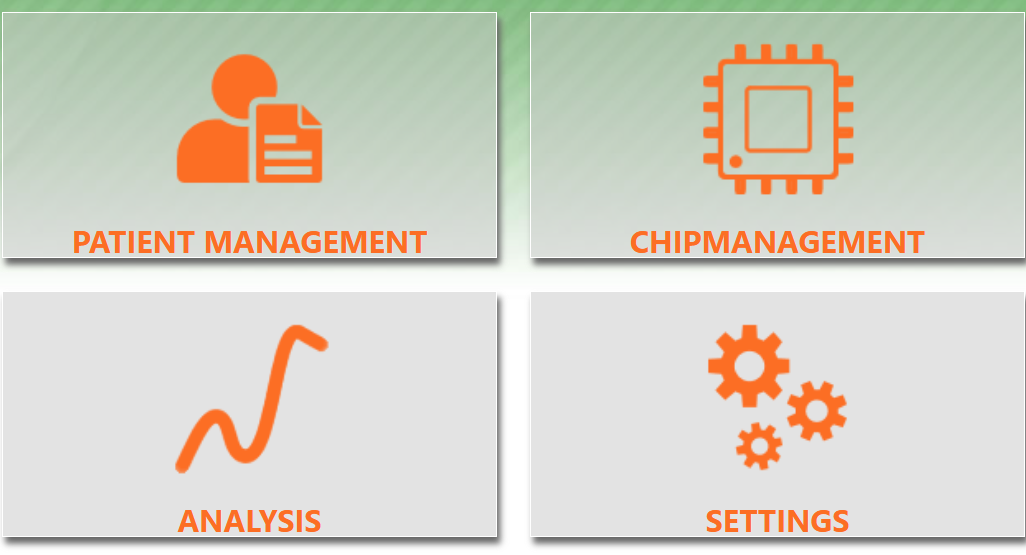 PATIENT MANAGEMENT
CHIPMANAGEMENT
ANALYSIS
SETTINGS